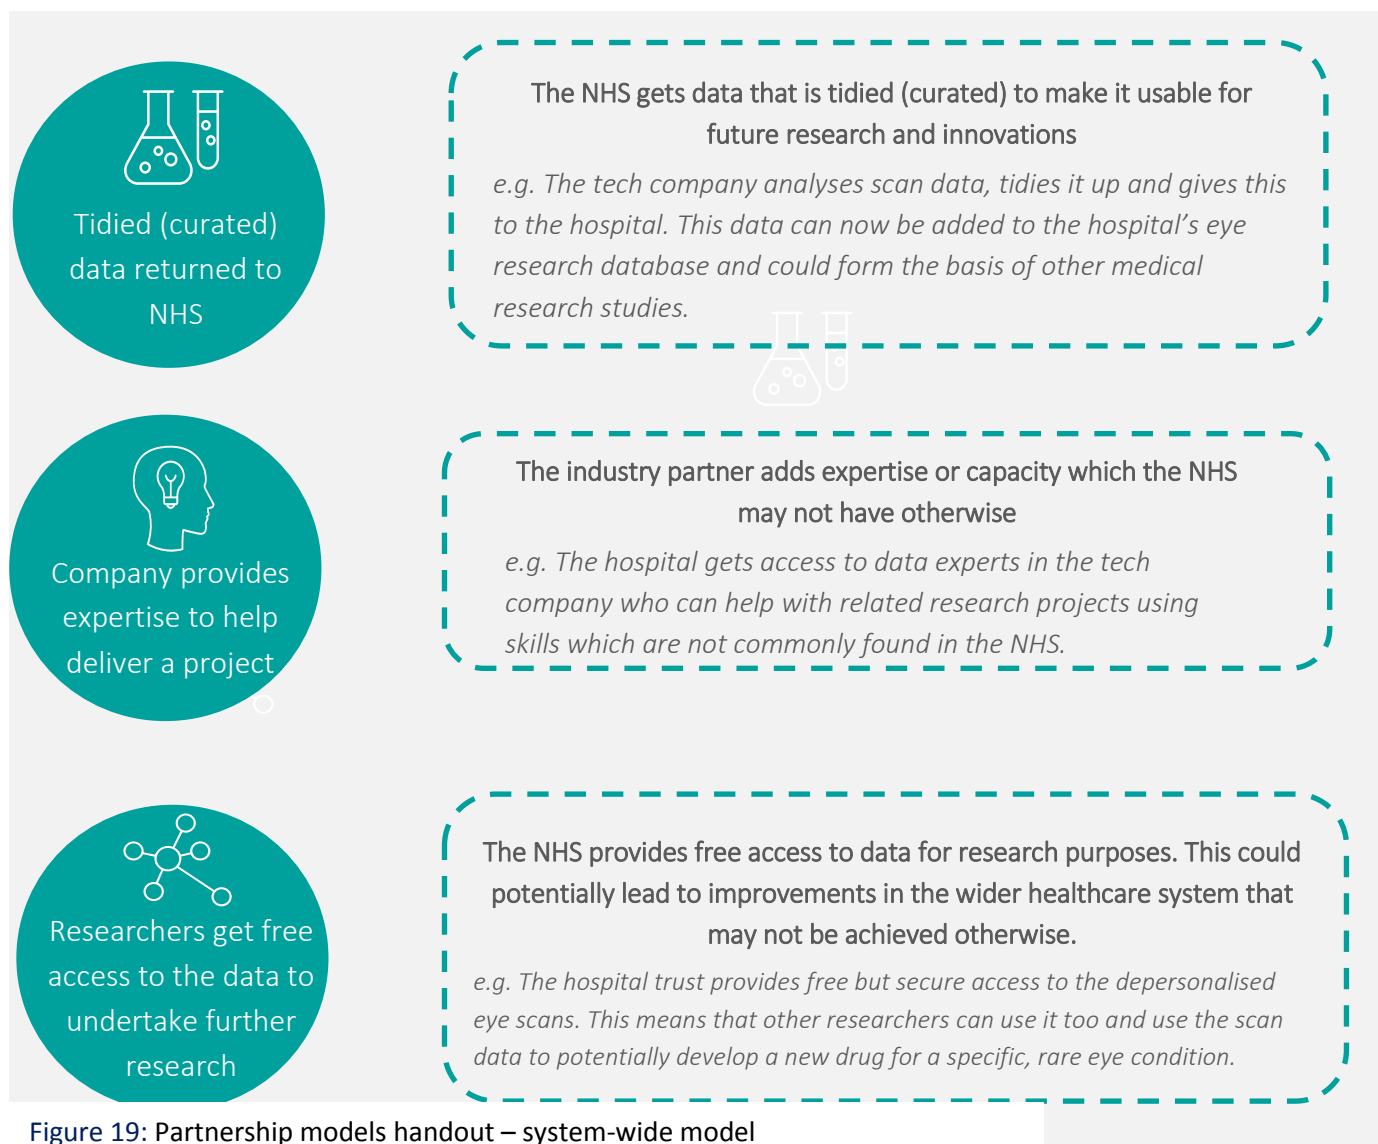 Tidied (curated)
data returned to
NHS
The NHS gets data that is tidied (curated) to make it usable for
future research and innovations
e.g. The tech company analyses scan data, tidies it up and gives this
to the hospital. This data can now be added to the hospital's eye
research database and could form the basis of other medical
research studies.
Company provides
expertise to help
deliver a project
The industry partner adds expertise or capacity which the NHS
may not have otherwise
e.g. The hospital gets access to data experts in the tech
company who can help with related research projects using
skills which are not commonly found in the NHS.
Researchers get free
access to the data to
undertake further
research
The NHS provides free access to data for research purposes. This could
potentially lead to improvements in the wider healthcare system that
may not be achieved otherwise.
e.g. The hospital trust provides free but secure access to the depersonalised
eye scans. This means that other researchers can use it too and use the scan
data to potentially develop a new drug for a specific, rare eye condition.
Figure 19: Partnership models handout – system-wide model